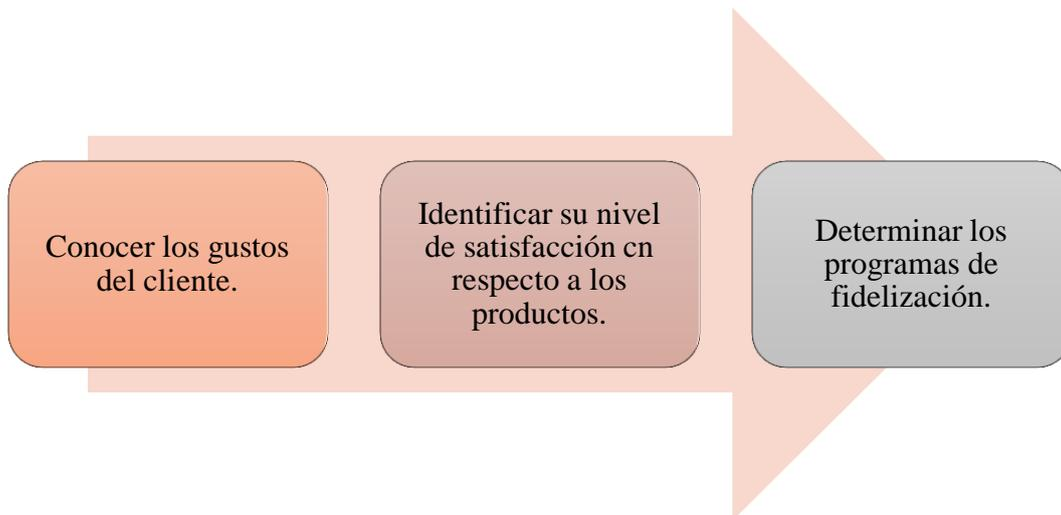 Conocer los gustos
del cliente.
Identificar su nivel
de satisfacción cn
respecto a los
productos.
Determinar los
programas de
fidelización.